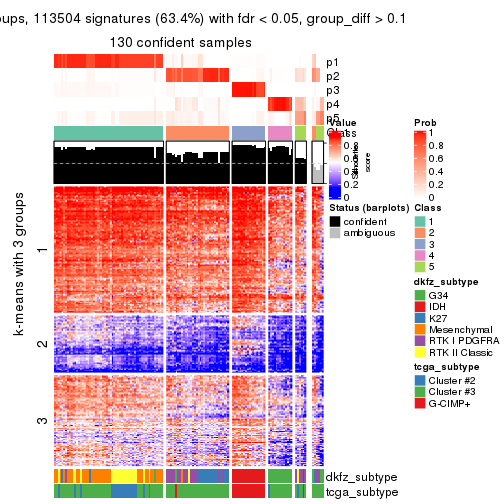 oups, 113504 signatures (63.4%) with fdr < 0.05, group_diff > 0.1
130 confident samples
p1
p2
p3
p4
p5
Class
Silhouette
score
k-means with 3 groups
1
2
3
dkfz_subtype
tcga_subtype
Value
1
0.8
0.6
0.4
0.2
0
Status (barplots)
confident
ambiguous
Prob
1
0.8
0.6
0.4
0.2
0
Class
1
2
3
4
5
dkfz_subtype
G34
IDH
K27
Mesenchymal
RTK I PDGFRA
RTK II Classic
tcga_subtype
Cluster #2
Cluster #3
G-CIMP+